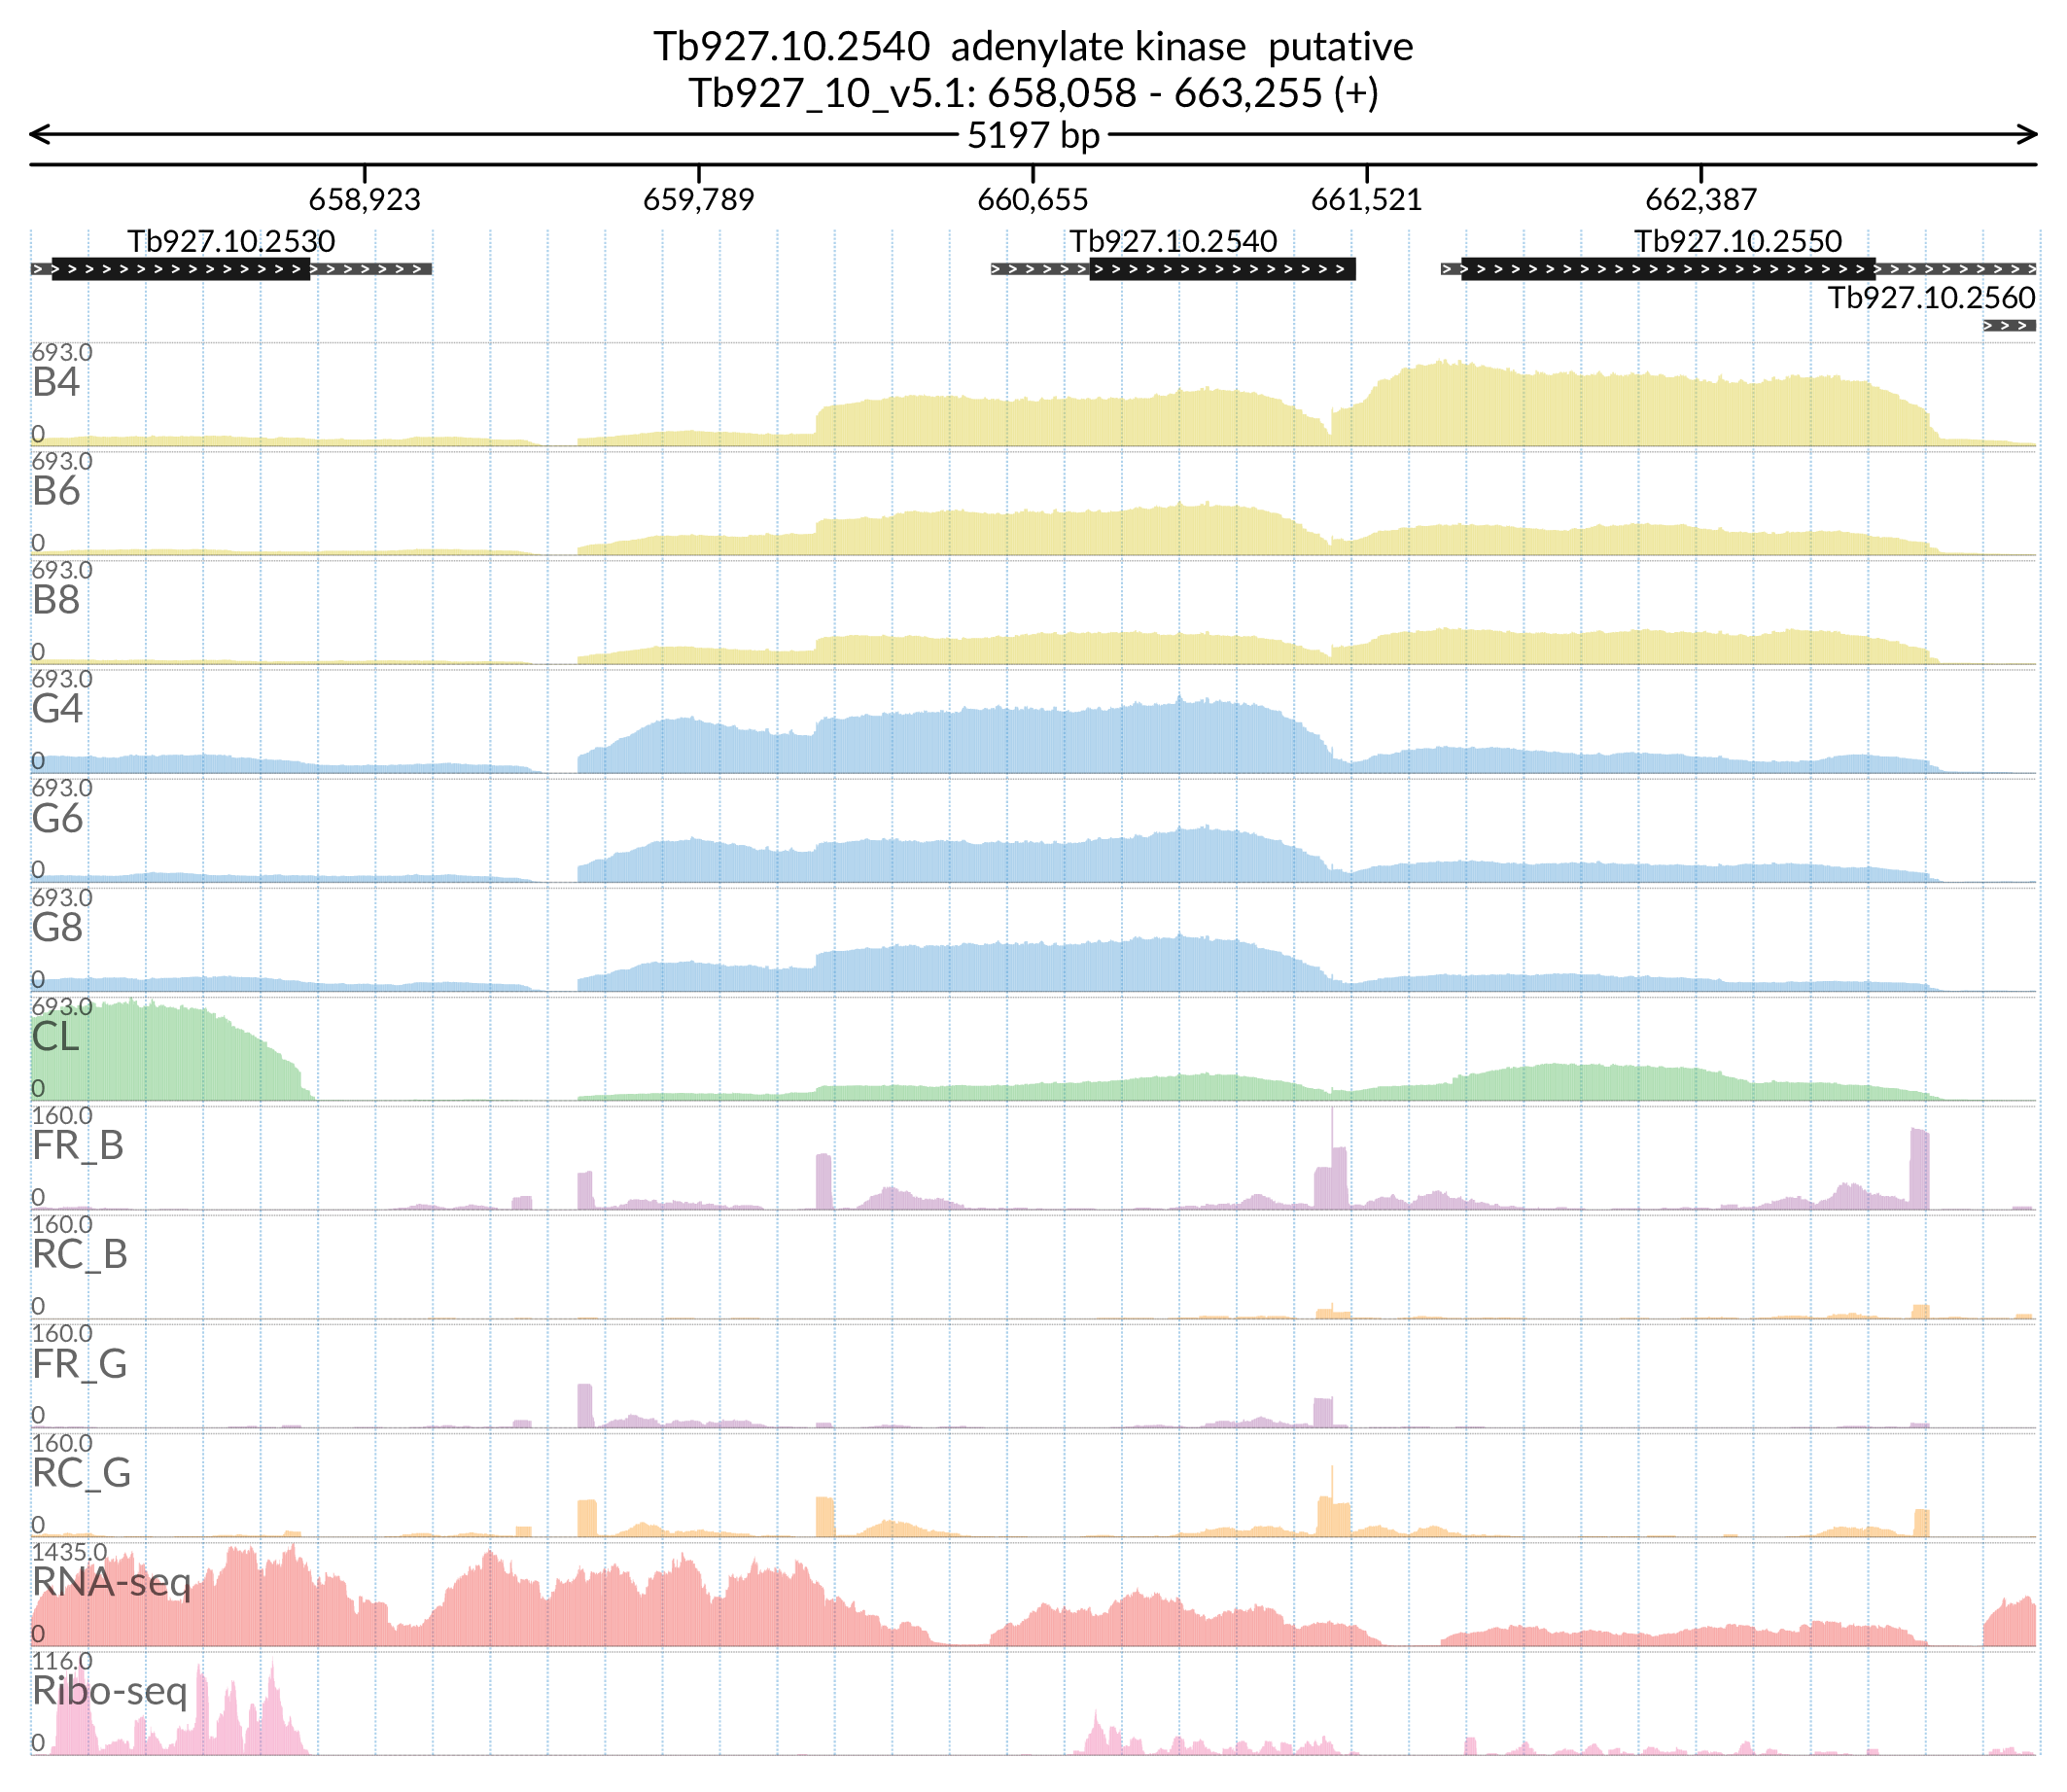 Tb927.10.2540 adenylate kinase putative
Tb927_10_v5.1: 658,058 - 663,255 (+)
5197 bp
658,923 659,789 660,655 661,521 662,387
Tb927.10.2530 Tb927.10.2540 Tb927.10.2550
Tb927.10.2560
693.0
B4
0
693.0
B6
0
693.0
B8
0
693.0
G4
0
693.0
G6
0
693.0
G8
0
693.0
CL
0
160.0
FR_B
0
160.0
RC_B
0
160.0
FR_G
0
160.0
RC_G
0
1435.0
RNA-seq
0
116.0
Ribo-seq
0